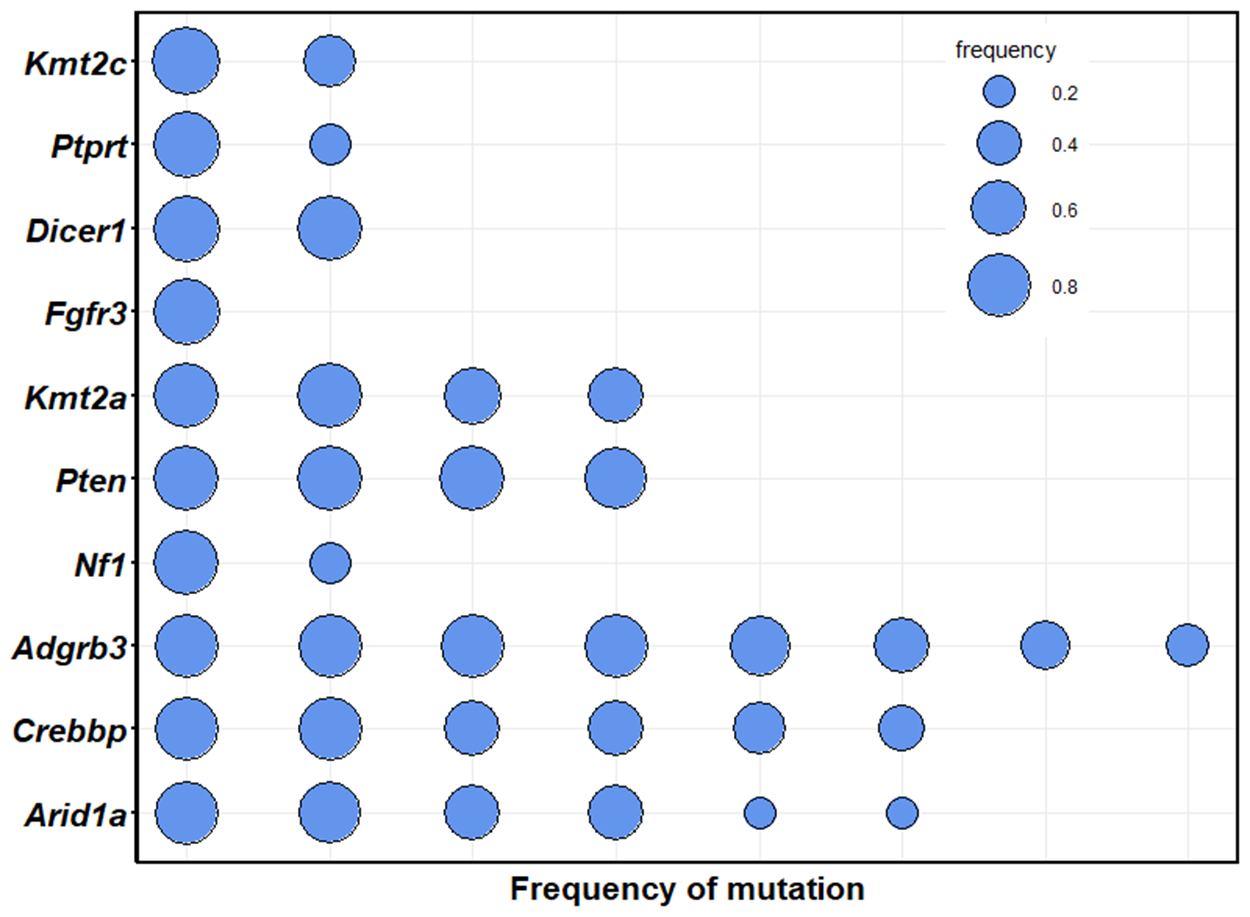 Kmt2c
Ptprt
Dicer1
Fgfr3
Kmt2a
Pten
Nf1
Adgrb3
Crebbp
Arid1a
frequency
0.2
0.4
0.6
0.8
Frequency of mutation